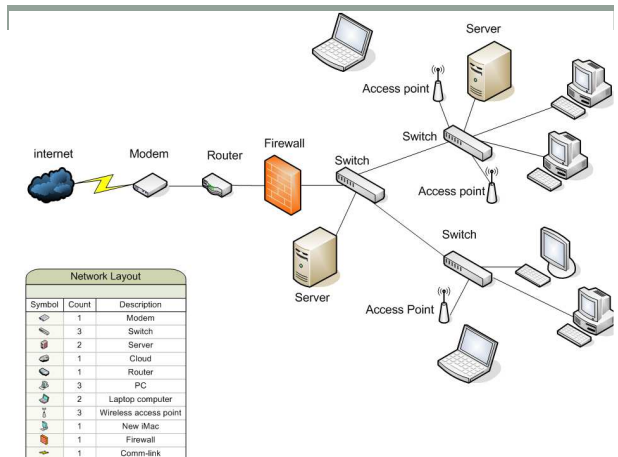 Server
Access point
Switch
Firewall
internet
Modem
Router
Switch
Access point
Switch
Server
Access Point
Network Layout
Symbol Count Description
1 Modem
3 Switch
2 Server
1 Cloud
1 Router
3 PC
2 Laptop computer
3 Wireless access point
1 New iMac
1 Firewall
1 Comm-link